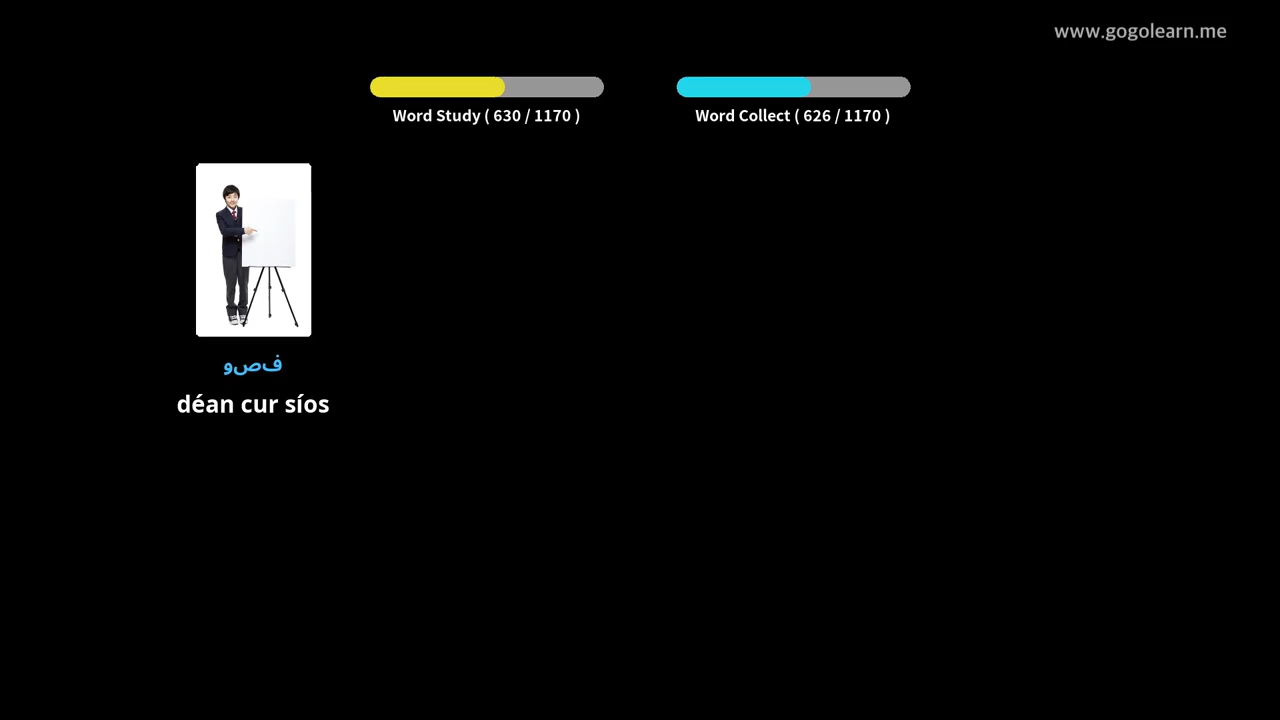 www.gogolearn.me
Word Study ( 630 / 1170 )
Word Collect ( 626 / 1170 )
فصو
déan cur síos